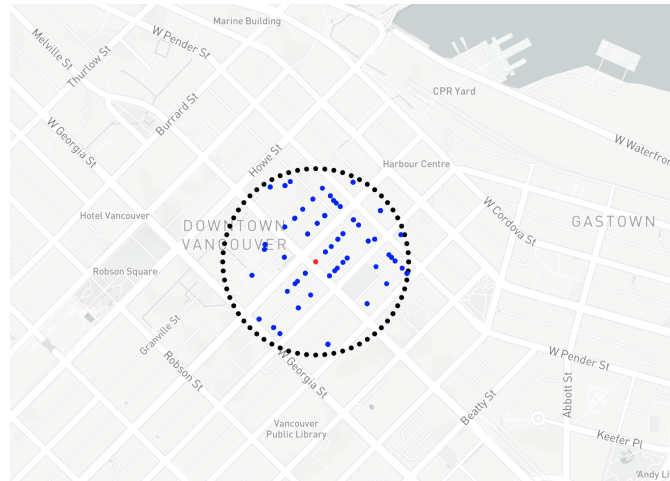 Marine Building
W Pender St
Melville St
Thurlow St
Burrard St
CPR Yard
W Georgia St
W Waterfron
Howe St
Harbour Centre
W Cordova St
Hotel Vancouver
DOWNTOWN
VANCOUVER
GASTOWN
Robson Square
Granville St
Robson St
W Georgia St
W Pender St
Abbott St
Beatty St
Vancouver
Public Library
Keefer Pl
Andy Li